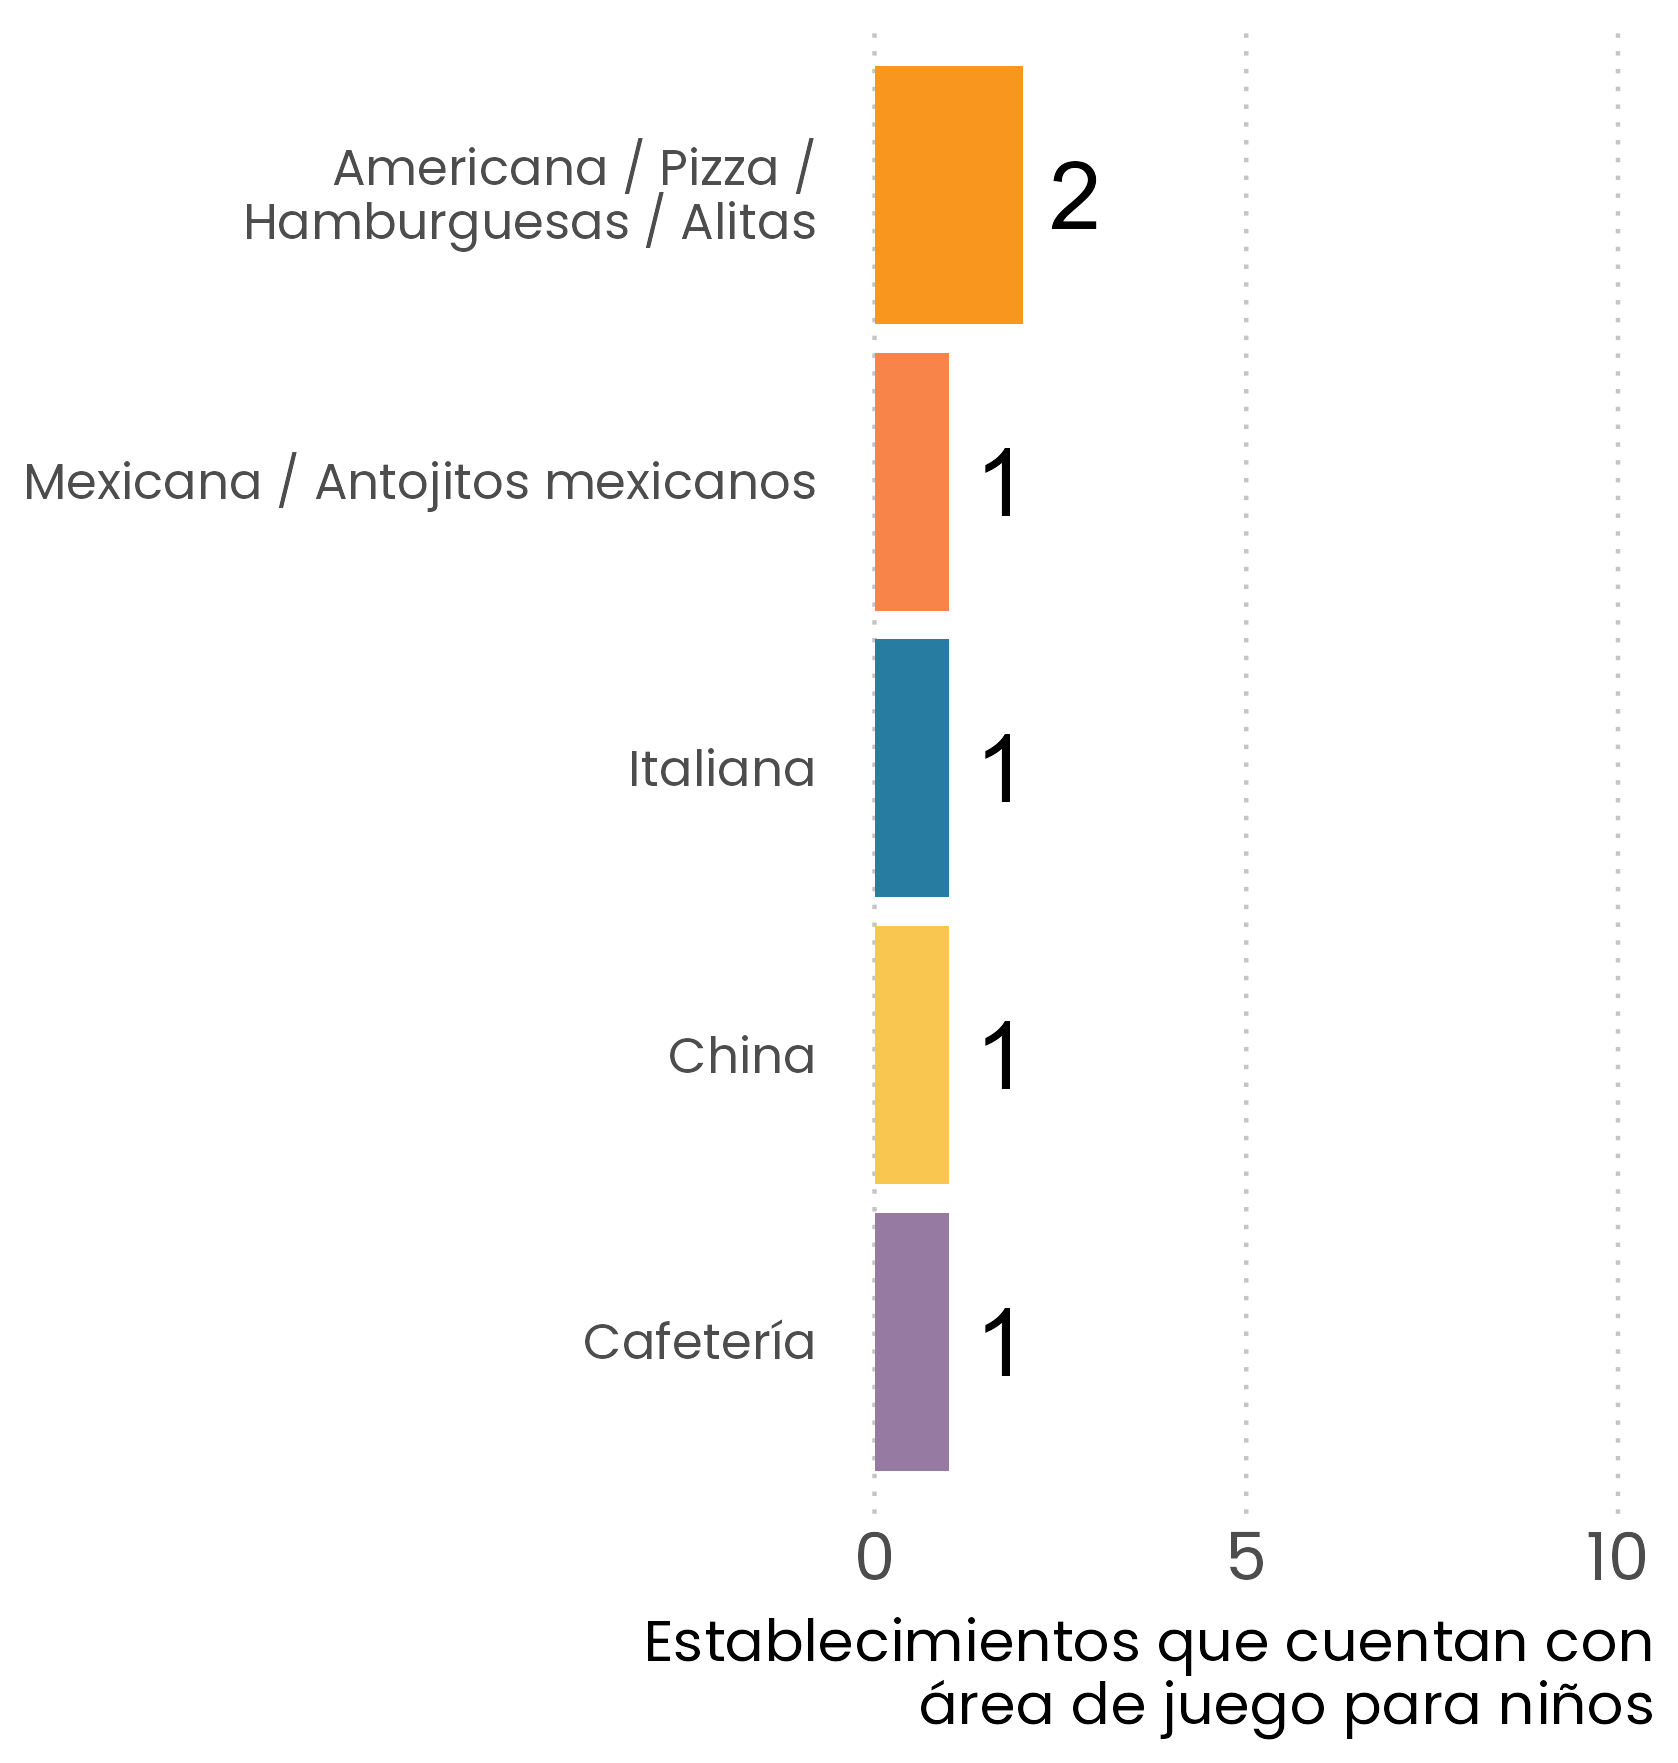 Americana / Pizza /
Hamburguesas / Alitas
2
Mexicana / Antojitos mexicanos
1
Italiana
1
China
1
Cafetería
1
0
5
10
Establecimientos que cuentan con
área de juego para niños